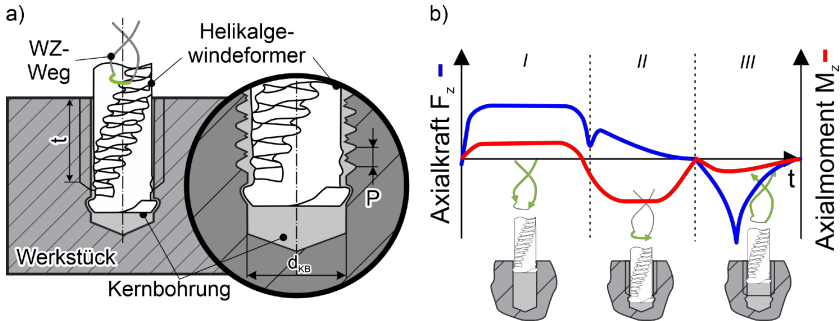 a)
WZ-
Weg
Helikalge-
windeformer
t
P
Werkstück
d_KB
Kernbohrung
b)
Axialkraft F_z
I
II
III
Axialmoment M_z
t